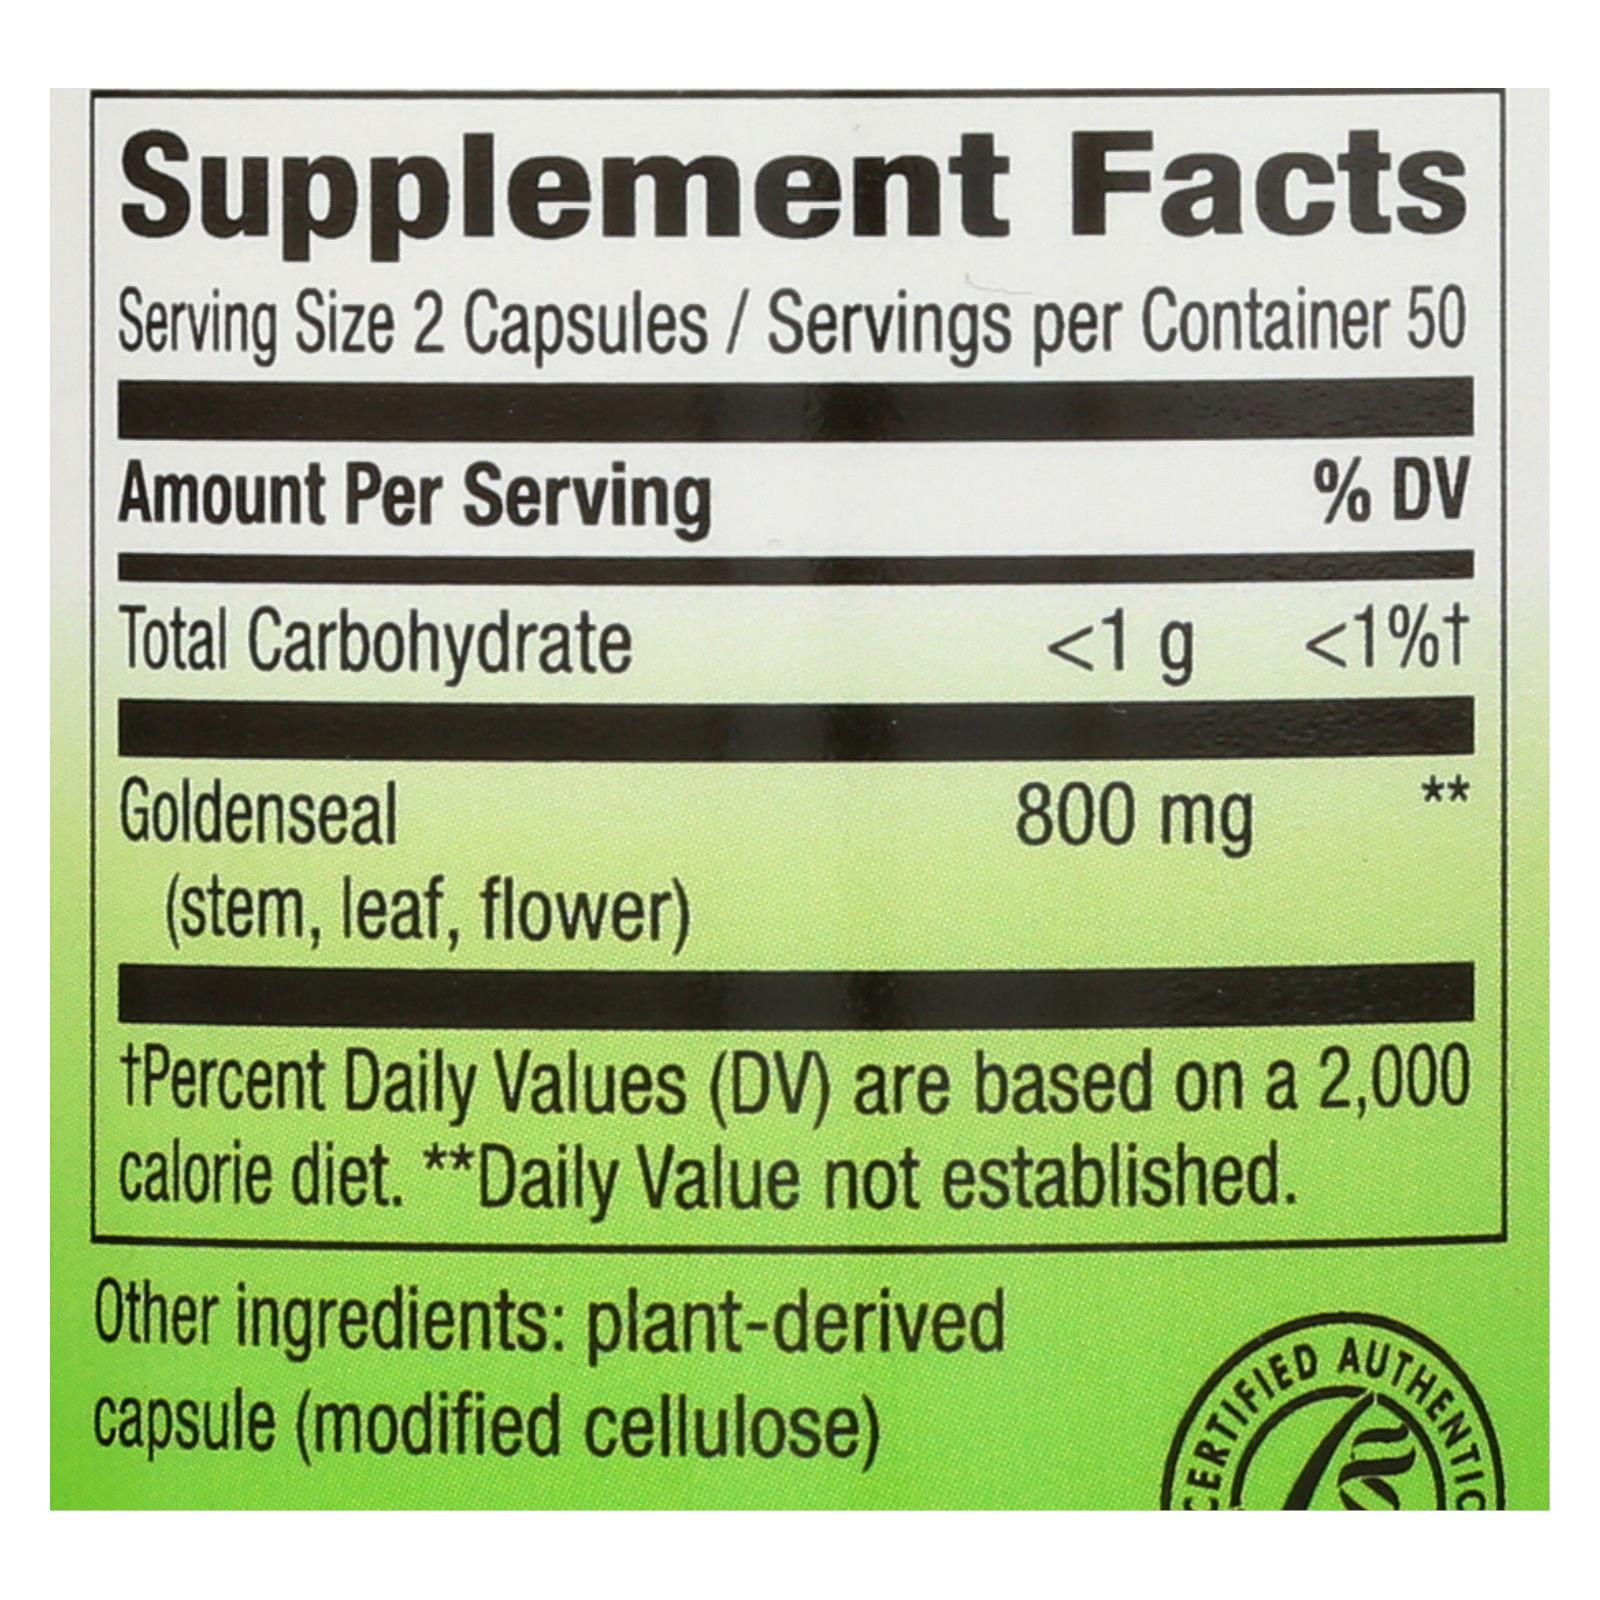 Supplement Facts
Serving Size 2 Capsules / Servings per Container 50
Amount Per Serving % DV
Total Carbohydrate <1 g <1%†
Goldenseal 800 mg **
(stem, leaf, flower)
†Percent Daily Values (DV) are based on a 2,000
calorie diet. **Daily Value not established.
Other ingredients: plant-derived
capsule (modified cellulose)
CERTIFIED AUTHENTIC